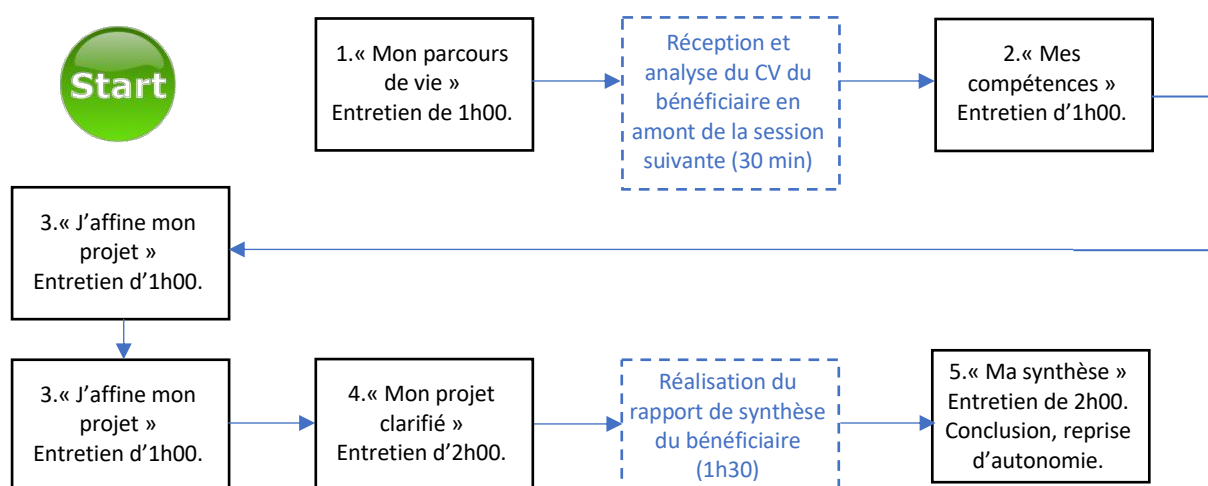 Start
1.« Mon parcours
de vie »
Entretien de 1h00.
Réception et
analyse du CV du
bénéficiaire en
amont de la session
suivante (30 min)
2.« Mes
compétences »
Entretien d’1h00.
3.« J’affine mon
projet »
Entretien d’1h00.
3.« J’affine mon
projet »
Entretien d’1h00.
4.« Mon projet
clarifié »
Entretien d’2h00.
Réalisation du
rapport de synthèse
du bénéficiaire
(1h30)
5.« Ma synthèse »
Entretien de 2h00.
Conclusion, reprise
d’autonomie.